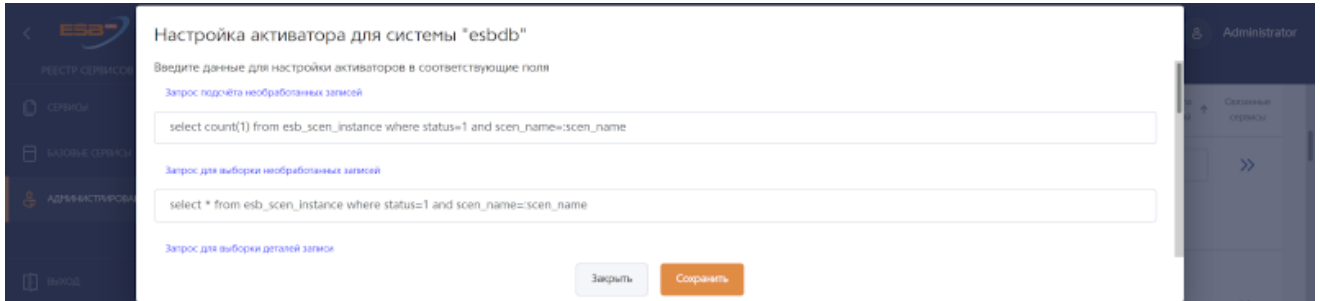 ESB
Administrator
РЕЕСТР СЕРВИСОВ
СЕРВИСЫ
БАЗОВЫЕ СЕРВИСЫ
АДМИНИСТРИРОВА
ВЫХОД
Настройка активатора для системы "esbdb"
Введите данные для настройки активаторов в соответствующие поля
Запрос подсчёта необработанных записей
select count(1) from esb_scen_instance where status=1 and scen_name=:scen_name
Запрос для выборки необработанных записей
select * from esb_scen_instance where status=1 and scen_name=:scen_name
Запрос для выборки деталей записи
Закрыть
Сохранить
Связанные
сервисы